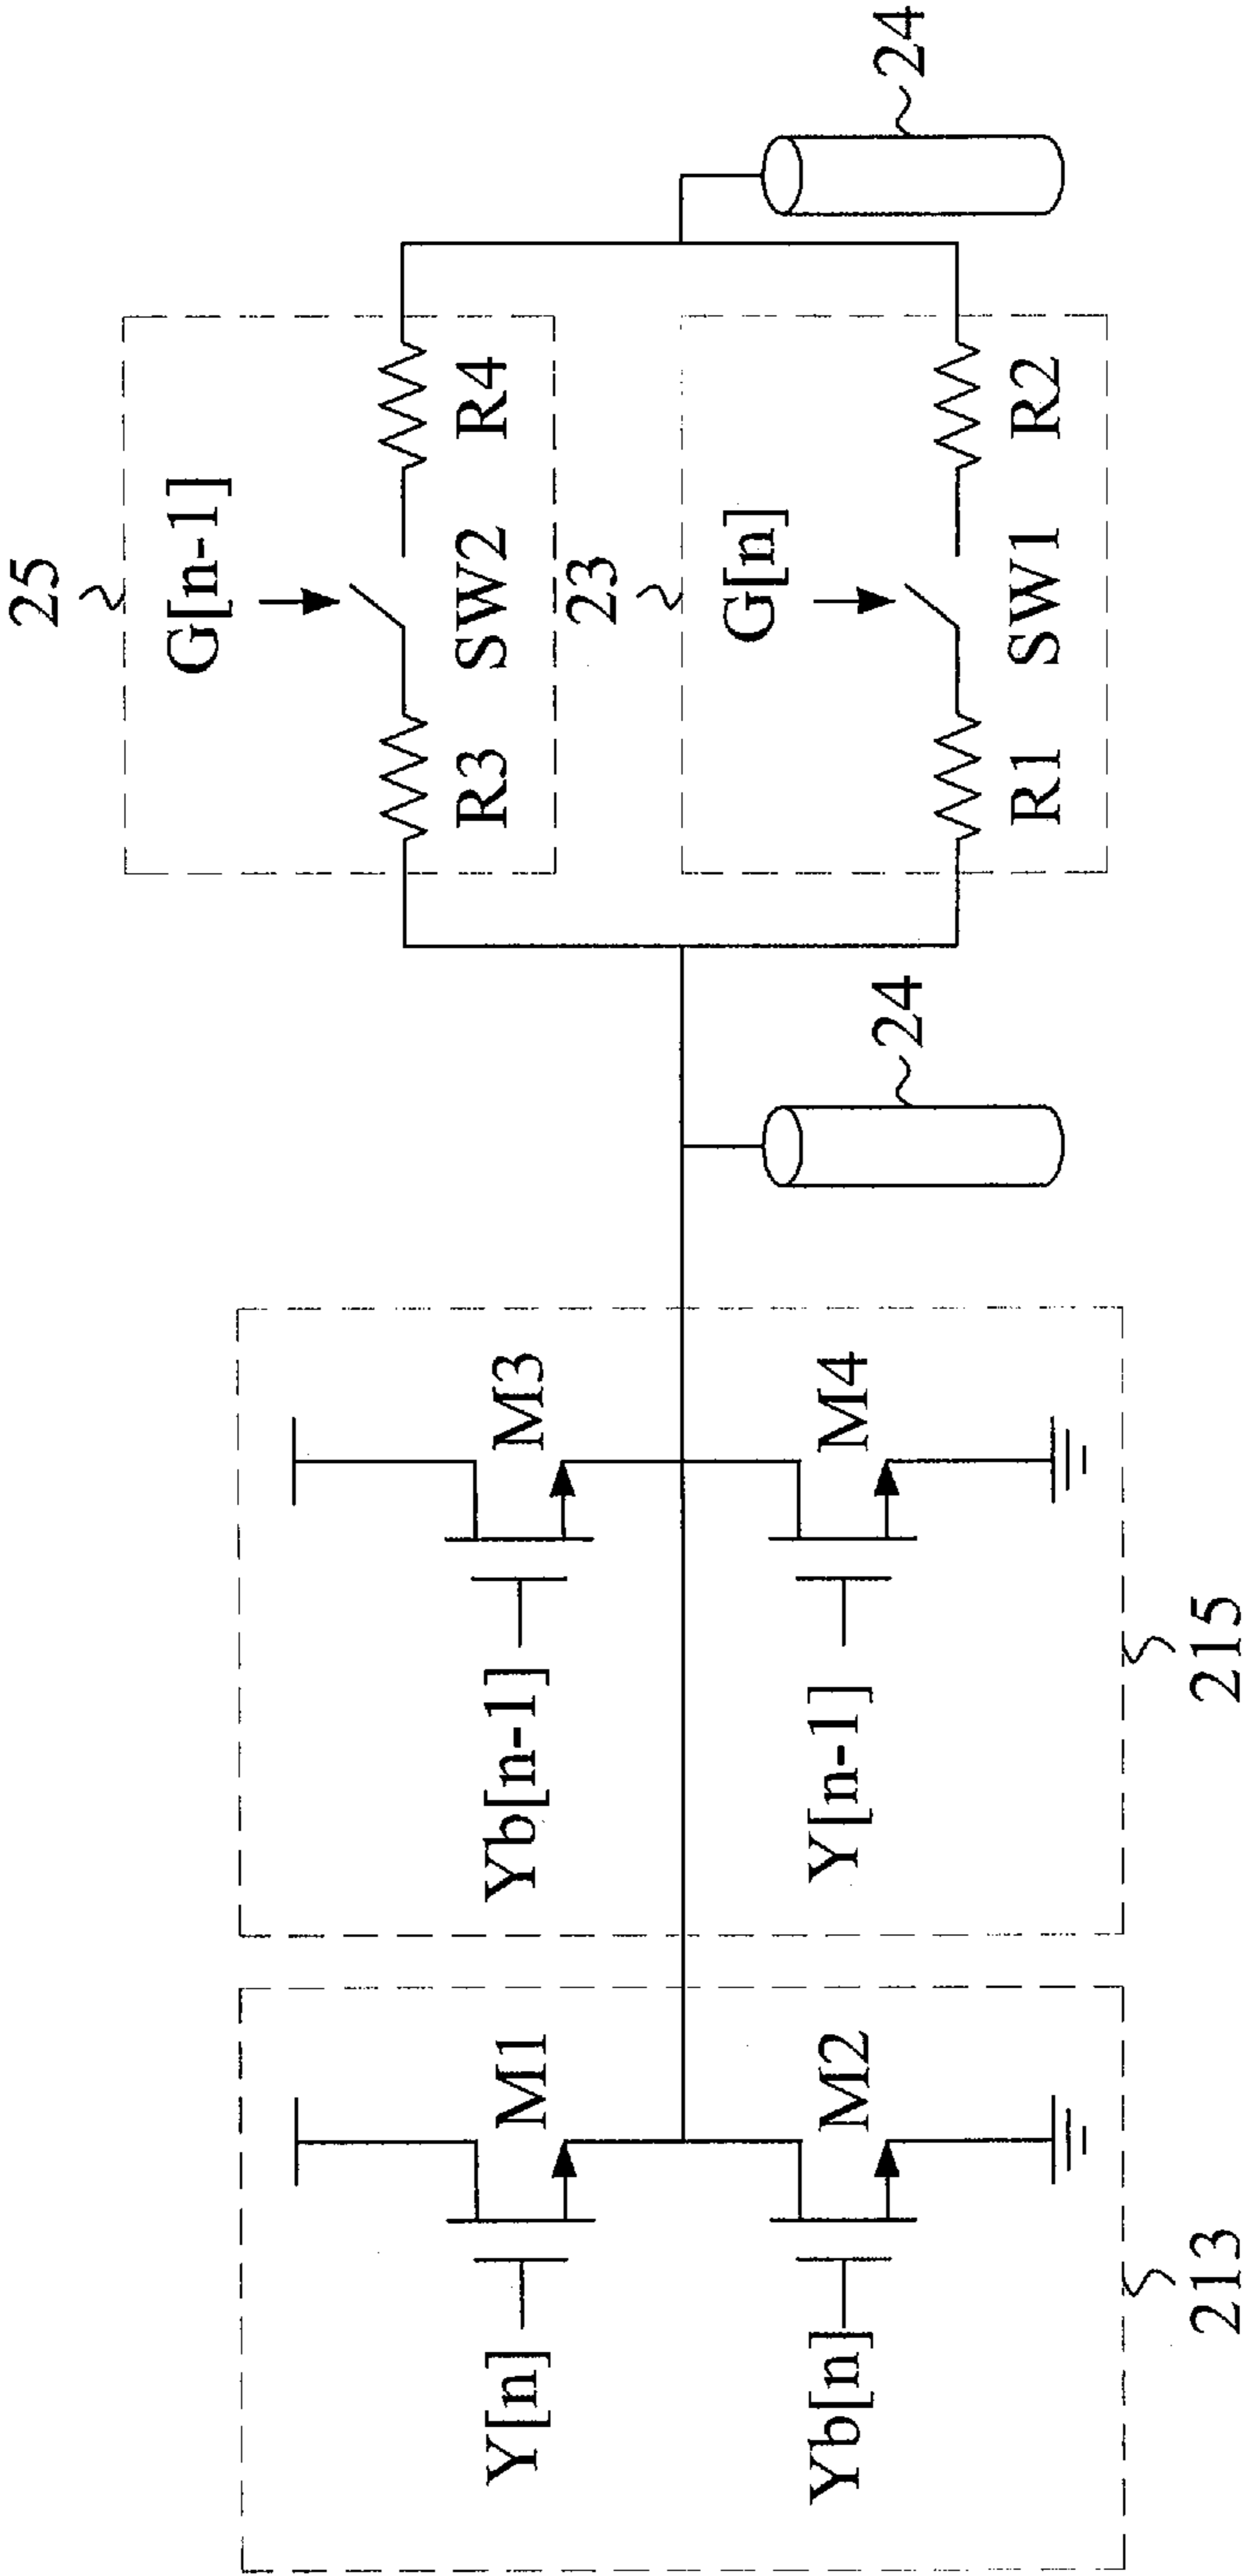 25
G[n-1]
R3
SW2
R4
24
23
G[n]
R1
SW1
R2
24
Y[n]
M1
Yb[n-1]
M3
Yb[n]
M2
Y[n-1]
M4
213
215